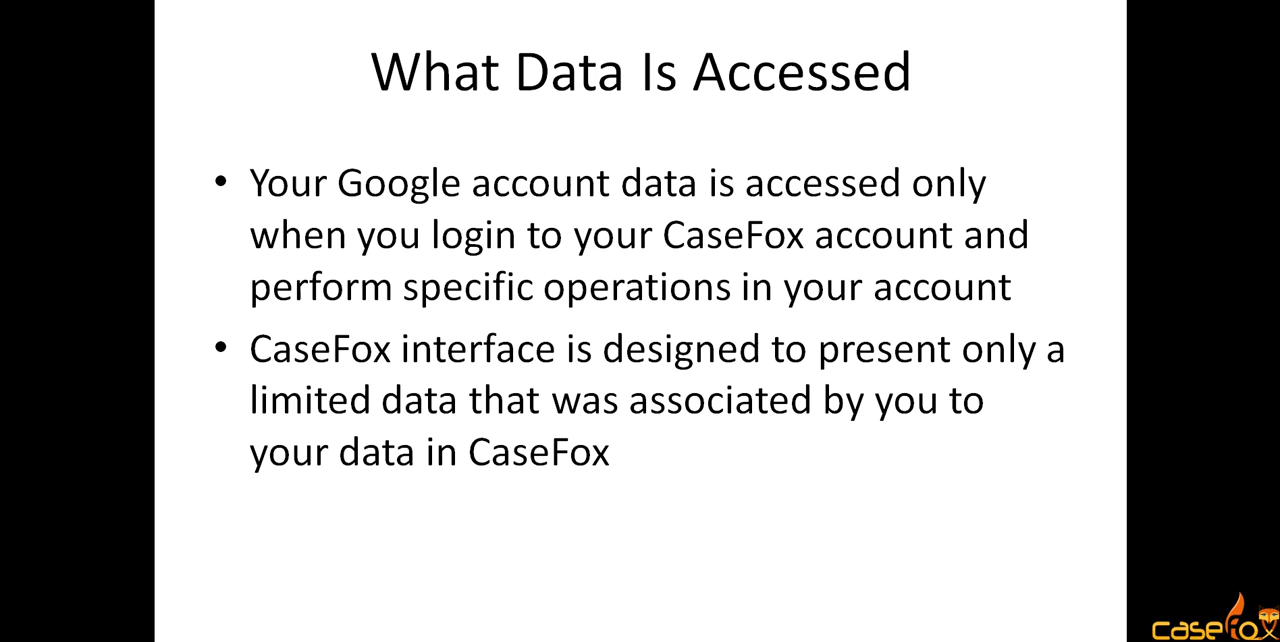 What Data Is Accessed
• Your Google account data is accessed only
when you login to your CaseFox account and
perform specific operations in your account
• CaseFox interface is designed to present only a
limited data that was associated by you to
your data in CaseFox
casefox